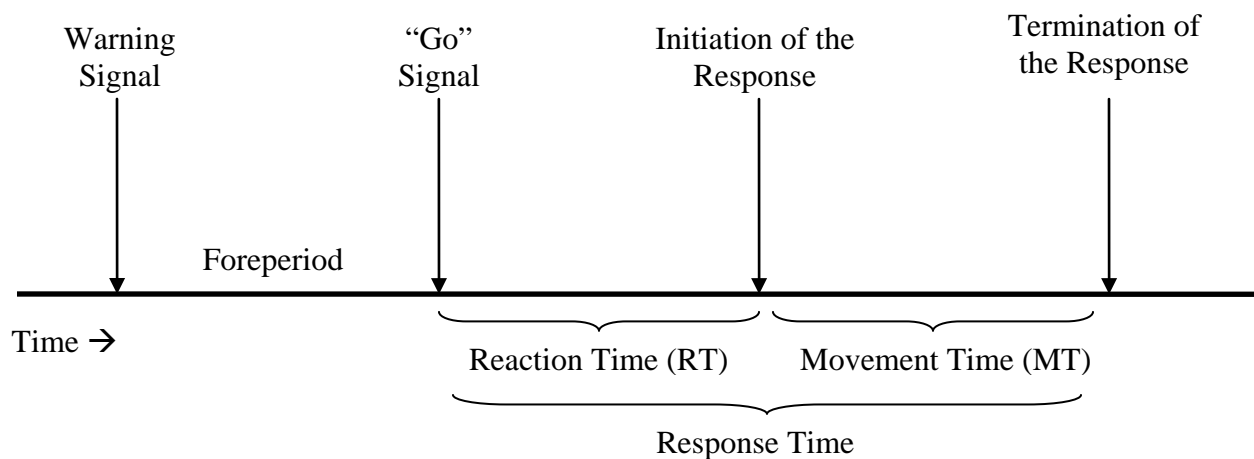 Warning
Signal
“Go”
Signal
Initiation of the
Response
Termination of
the Response
Foreperiod
Time →
Reaction Time (RT)
Movement Time (MT)
Response Time